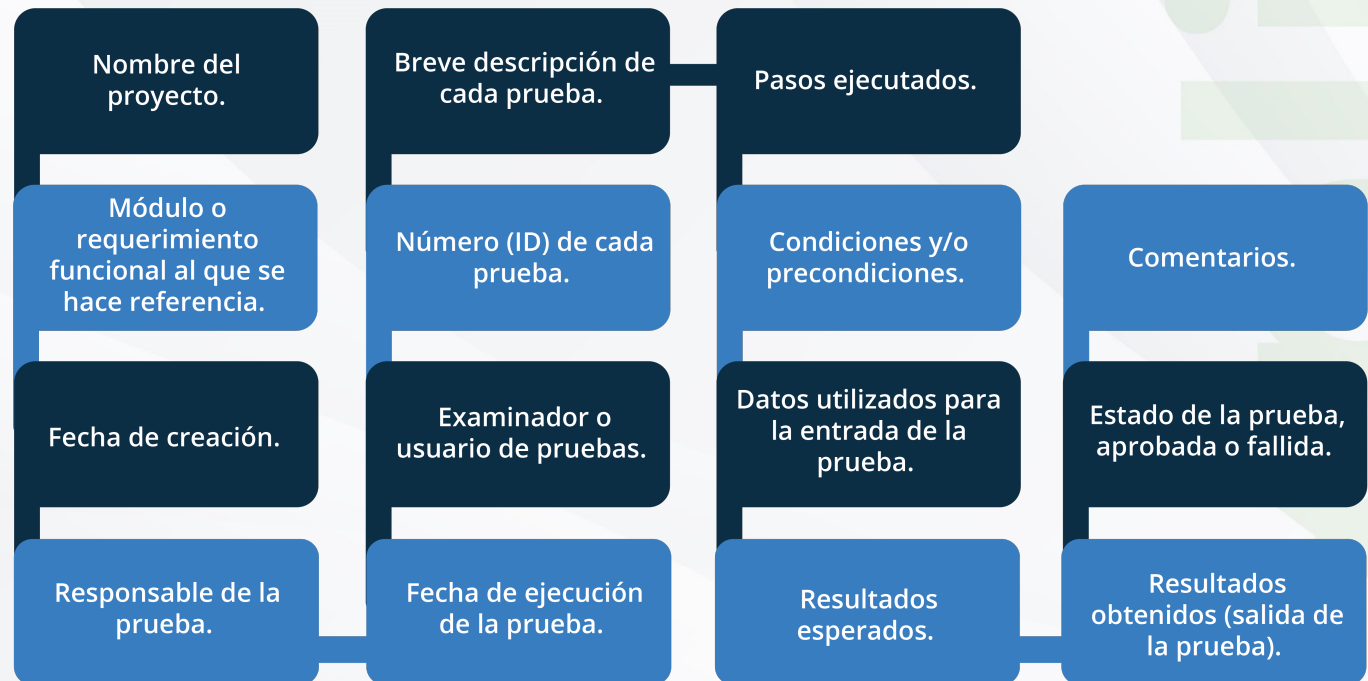 Nombre del
proyecto.
Módulo o
requerimiento
funcional al que se
hace referencia.
Fecha de creación.
Responsable de la
prueba.
Fecha de ejecución
de la prueba.
Examinador o
usuario de pruebas.
Número (ID) de cada
prueba.
Breve descripción de
cada prueba.
Pasos ejecutados.
Condiciones y/o
precondiciones.
Datos utilizados para
la entrada de la
prueba.
Resultados
esperados.
Resultados
obtenidos (salida de
la prueba).
Estado de la prueba,
aprobada o fallida.
Comentarios.